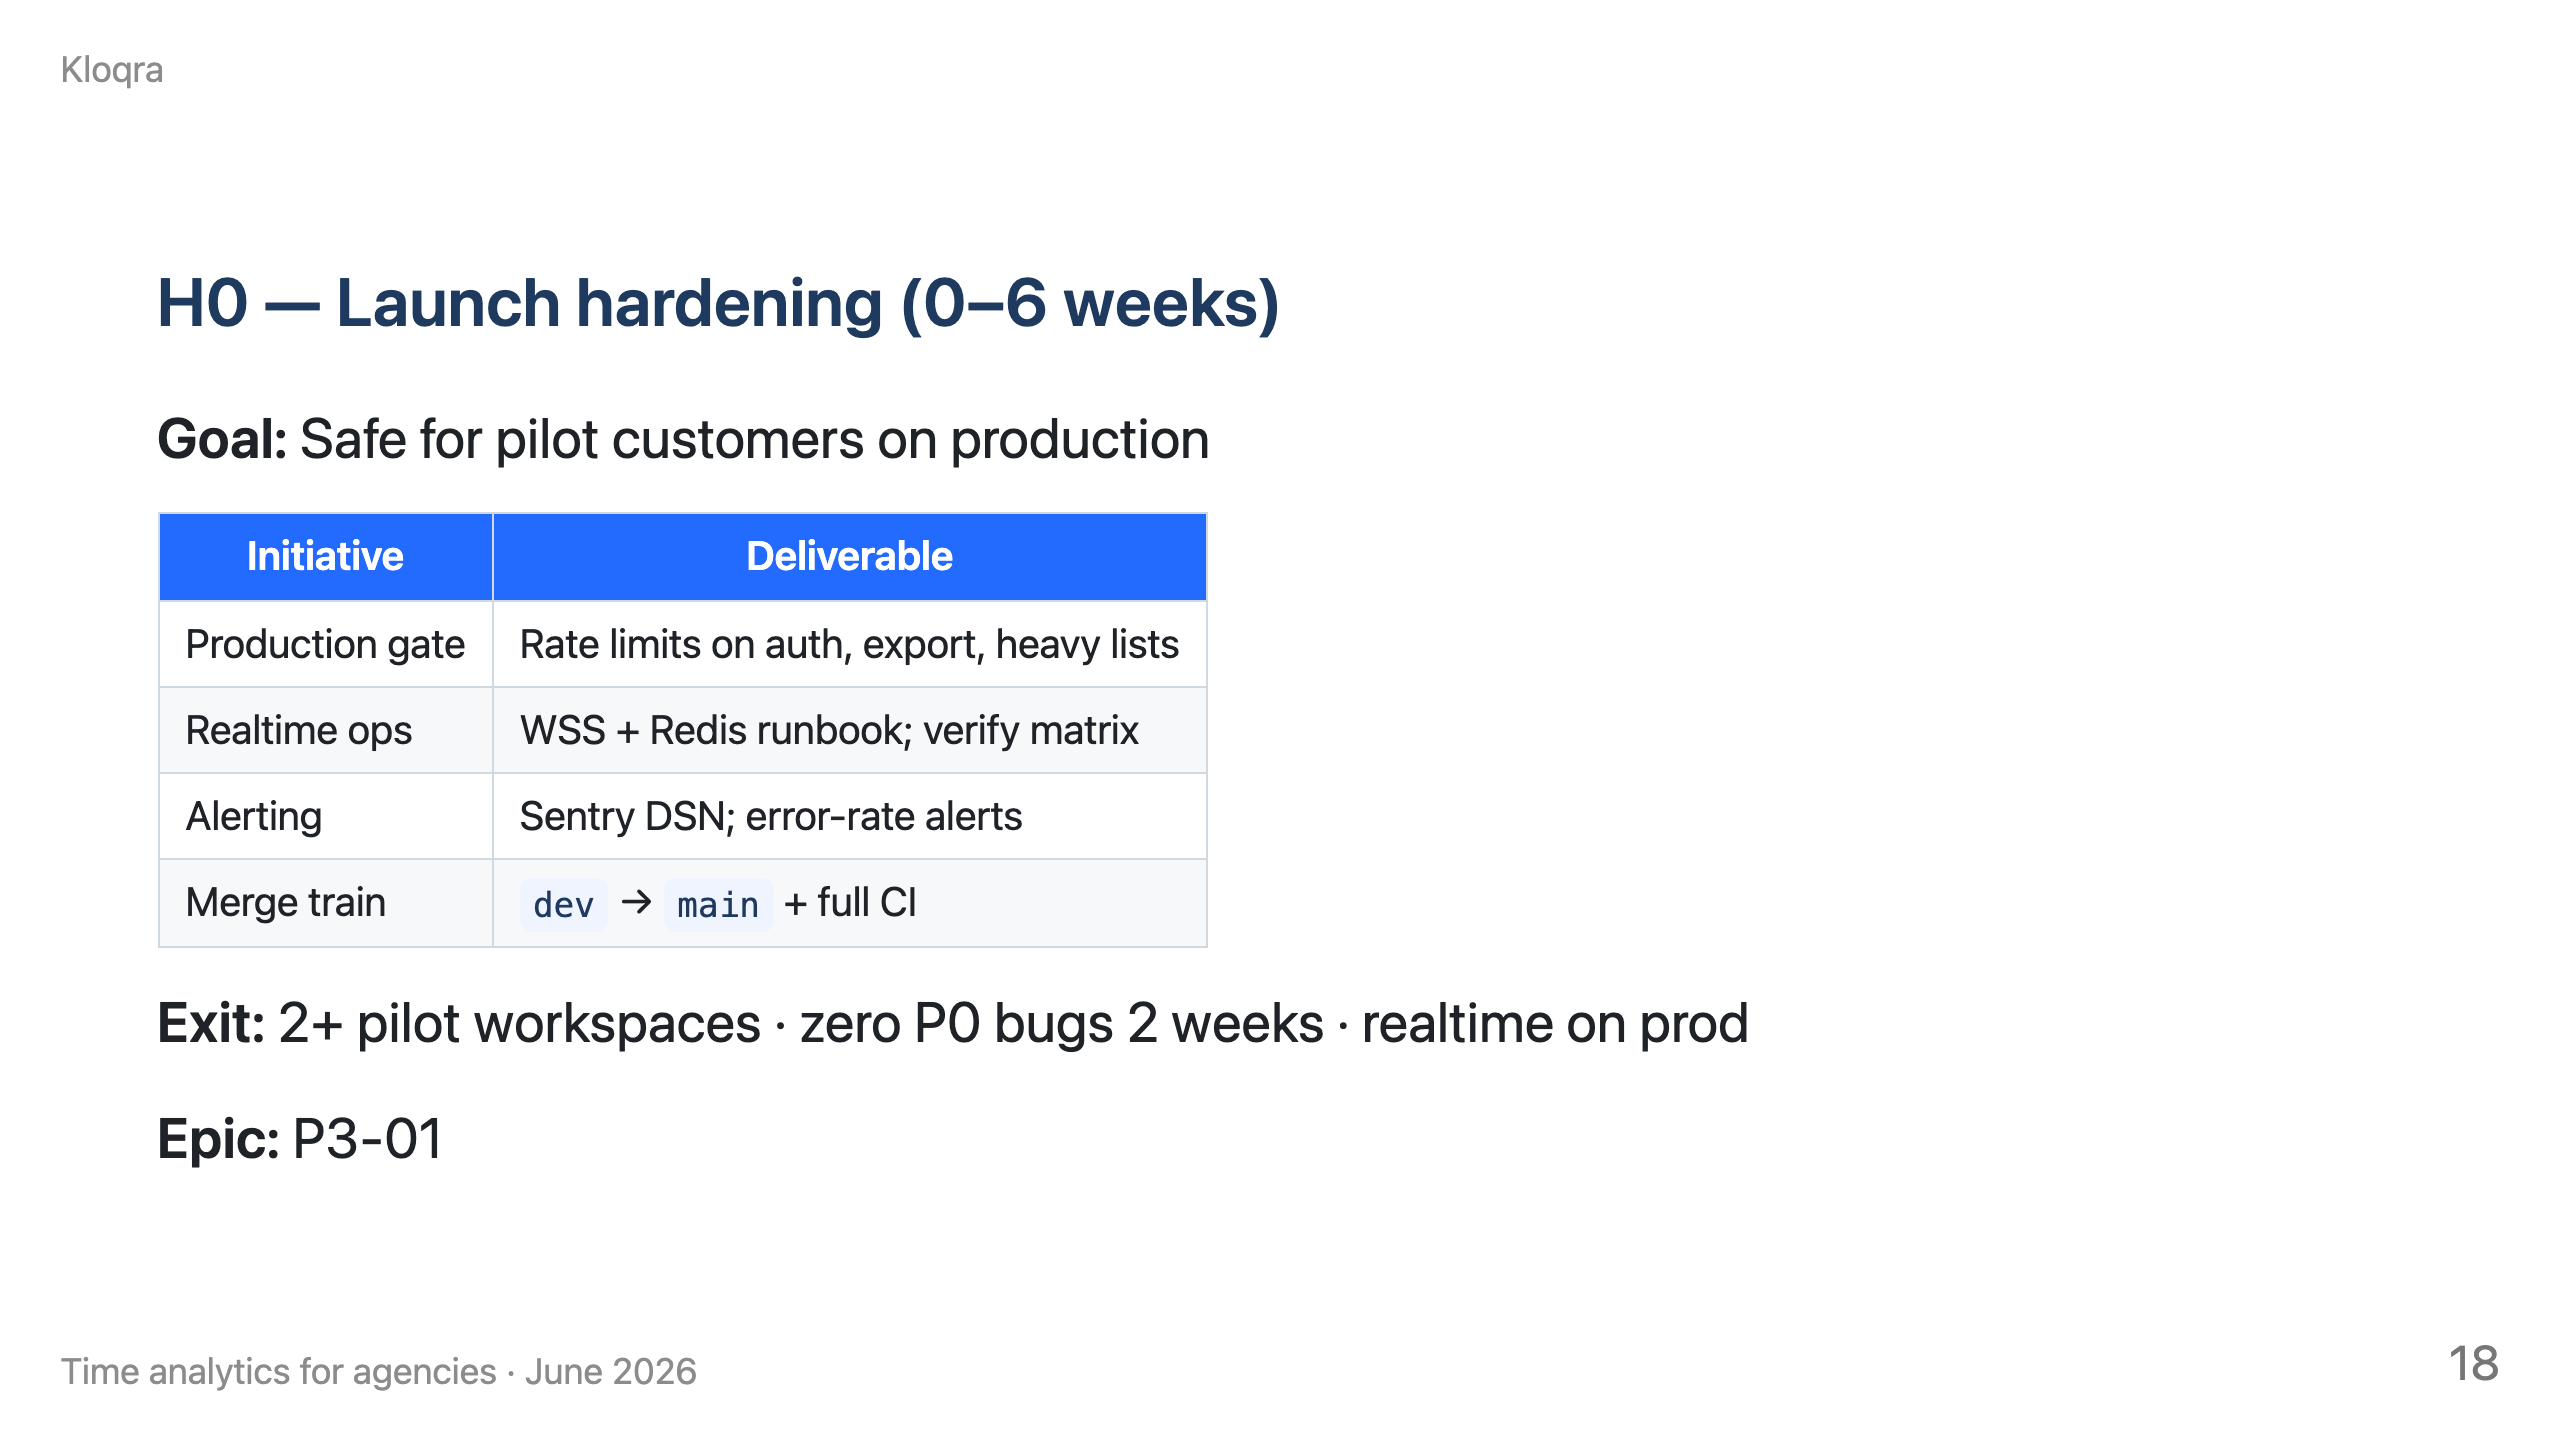 Kloqra
H0 — Launch hardening (0–6 weeks)
Goal: Safe for pilot customers on production
Initiative Deliverable
Production gate Rate limits on auth, export, heavy lists
Realtime ops WSS + Redis runbook; verify matrix
Alerting Sentry DSN; error-rate alerts
Merge train dev → main + full CI
Exit: 2+ pilot workspaces · zero P0 bugs 2 weeks · realtime on prod
Epic: P3-01
Time analytics for agencies · June 2026
18